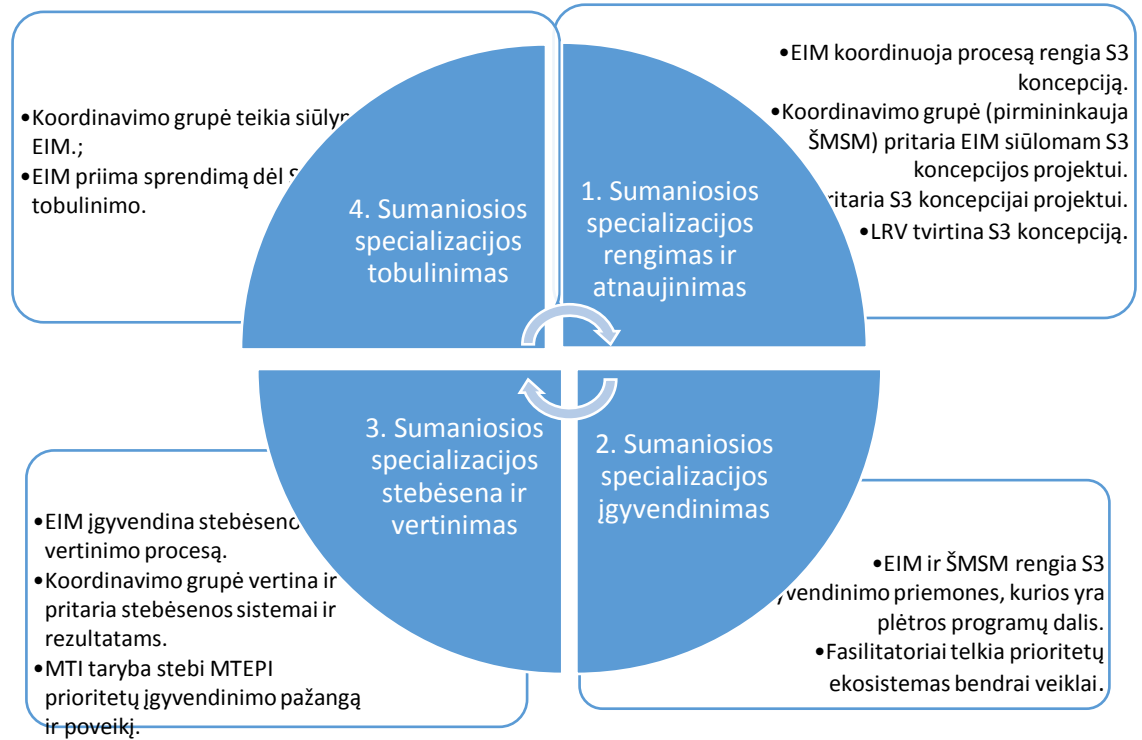 •EIM koordinuoja procesą rengia S3
koncepciją.
•Koordinavimo grupė (pirmininkauja
ŠMSM) pritaria EIM siūlomam S3
koncepcijos projektui.
pritaria S3 koncepcijai projektui.
•LRV tvirtina S3 koncepciją.
1. Sumaniosios
specializacijos
rengimas ir
atnaujinimas
2. Sumaniosios
specializacijos
įgyvendinimas
•EIM ir ŠMSM rengia S3
priemones, kurios yra
plėtros programų dalis.
•Fasilitatoriai telkia prioritetų
ekosistemas bendrai veiklai.
3. Sumaniosios
specializacijos
stebėsena ir
vertinimas
•EIM įgyvendina
vertinimo procesą.
•Koordinavimo grupė vertina ir
pritaria stebėsenos sistemai ir
rezultatams.
•MTI taryba stebi MTEPI
prioritetų įgyvendinimo pažangą
ir poveikį.
4. Sumaniosios
specializacijos
tobulinimas
•Koordinavimo grupė teikia
EIM.;
•EIM priima sprendimą dėl
tobulinimo.